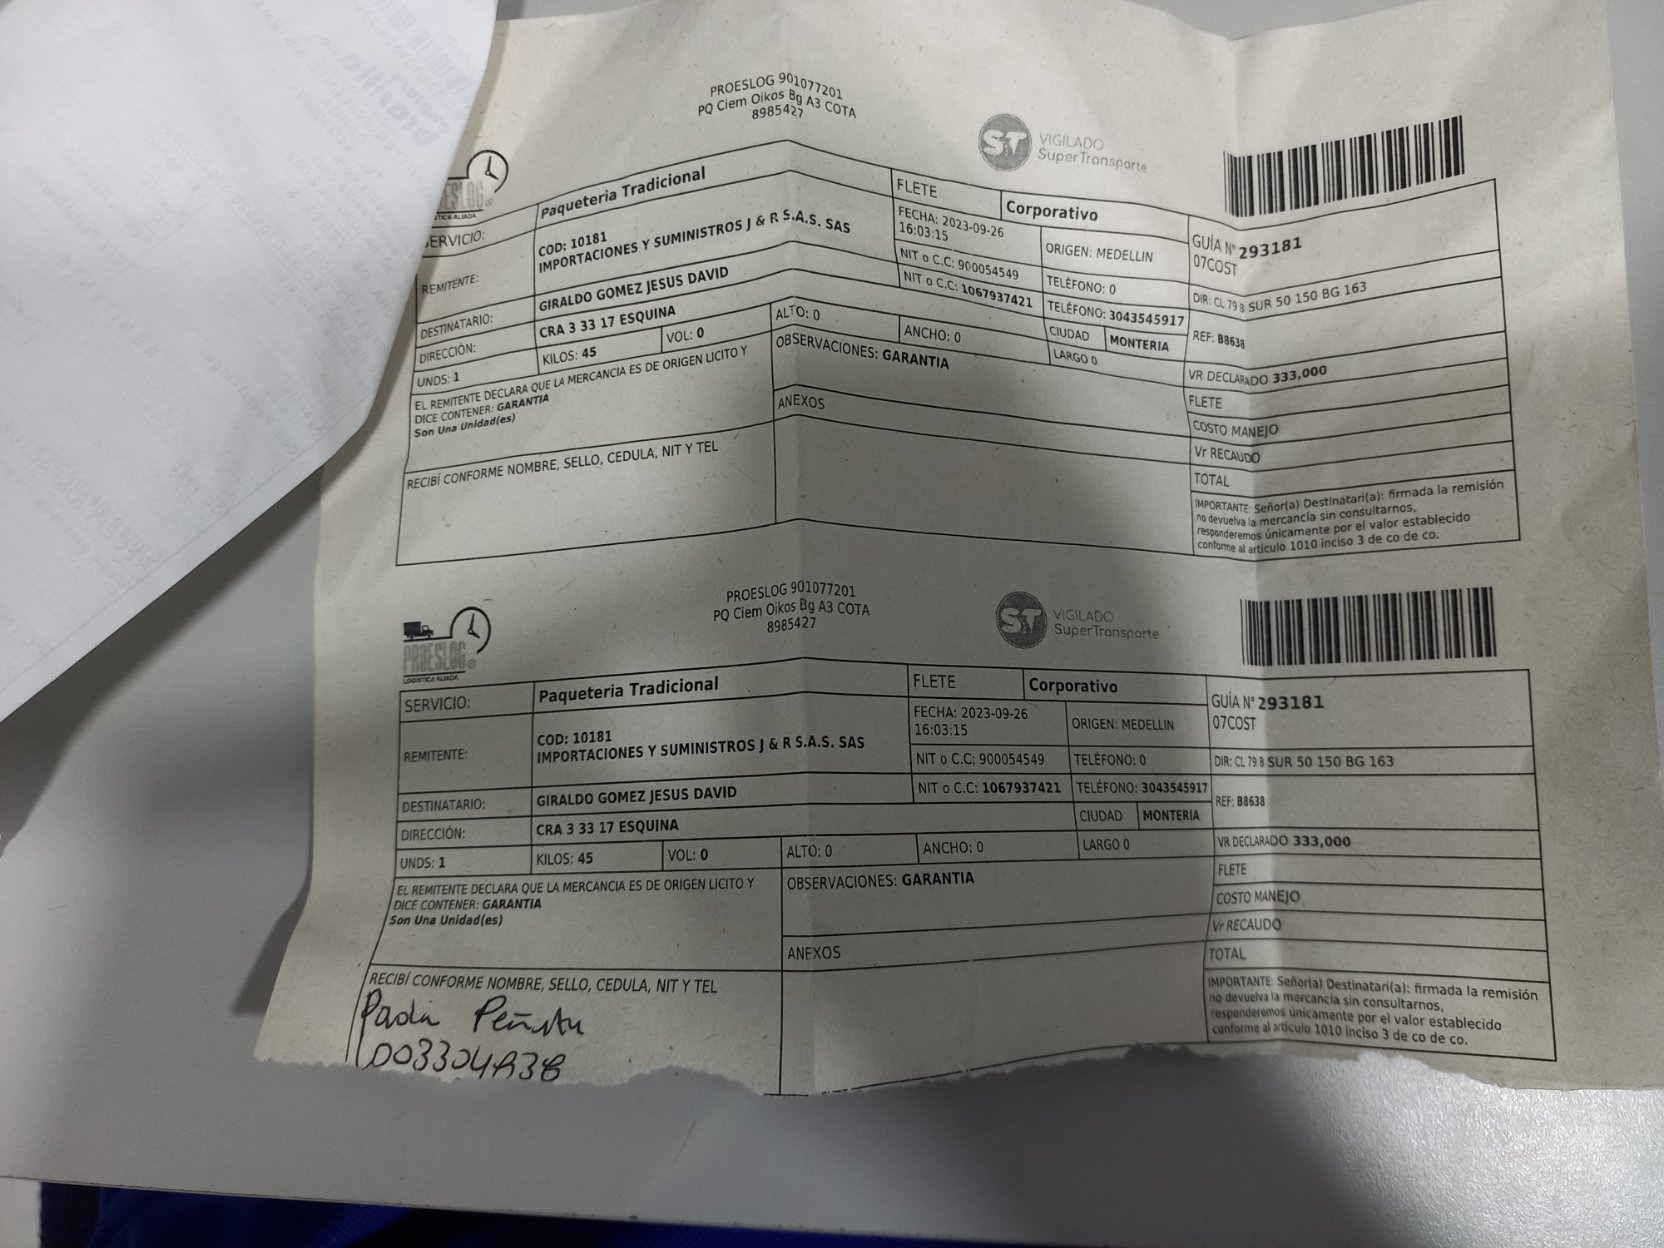 PROESLOG 901077201
PQ Ciem Oikos Bg A3 COTA
8985427
ST VIGILADO
SuperTransporte
LOG
TICA ALIADA
SERVICIO: Paqueteria Tradicional FLETE Corporativo
REMITENTE: COD: 10181
IMPORTACIONES Y SUMINISTROS J & R S.A.S. SAS
FECHA: 2023-09-26
16:03:15
ORIGEN: MEDELLIN
GUÍA N° 293181
07COST
NIT o C.C: 900054549 TELÉFONO: 0 DIR: CL 79 B SUR 50 150 BG 163
DESTINATARIO: GIRALDO GOMEZ JESUS DAVID NIT o C.C: 1067937421 TELÉFONO: 3043545917
REF: B8638
DIRECCIÓN: CRA 3 33 17 ESQUINA CIUDAD MONTERIA
UNDS: 1 KILOS: 45 VOL: 0 ALTO: 0 ANCHO: 0 LARGO 0 VR DECLARADO 333,000
EL REMITENTE DECLARA QUE LA MERCANCIA ES DE ORIGEN LICITO Y
DICE CONTENER: GARANTIA
Son Una Unidad(es)
OBSERVACIONES: GARANTIA
ANEXOS
FLETE
COSTO MANEJO
Vr RECAUDO
TOTAL
RECIBÍ CONFORME NOMBRE, SELLO, CEDULA, NIT Y TEL
IMPORTANTE: Señor(a) Destinatari(a): firmada la remisión
no devuelva la mercancía sin consultarnos,
responderemos únicamente por el valor establecido
conforme al articulo 1010 inciso 3 de co de co.
PROESLOG 901077201
PQ Ciem Oikos Bg A3 COTA
8985427
ST VIGILADO
SuperTransporte
PROESLOG
LOGISTICA ALIADA
SERVICIO: Paqueteria Tradicional FLETE Corporativo
REMITENTE: COD: 10181
IMPORTACIONES Y SUMINISTROS J & R S.A.S. SAS
FECHA: 2023-09-26
16:03:15
ORIGEN: MEDELLIN
GUÍA N° 293181
07COST
NIT o C.C: 900054549 TELÉFONO: 0 DIR: CL 79 B SUR 50 150 BG 163
DESTINATARIO: GIRALDO GOMEZ JESUS DAVID NIT o C.C: 1067937421 TELÉFONO: 3043545917
REF: B8638
DIRECCIÓN: CRA 3 33 17 ESQUINA CIUDAD MONTERIA
UNDS: 1 KILOS: 45 VOL: 0 ALTO: 0 ANCHO: 0 LARGO 0 VR DECLARADO 333,000
EL REMITENTE DECLARA QUE LA MERCANCIA ES DE ORIGEN LICITO Y
DICE CONTENER: GARANTIA
Son Una Unidad(es)
OBSERVACIONES: GARANTIA
ANEXOS
FLETE
COSTO MANEJO
Vr RECAUDO
TOTAL
RECIBÍ CONFORME NOMBRE, SELLO, CEDULA, NIT Y TEL
Paola
IMPORTANTE: Señor(a) Destinatari(a): firmada la remisión
no devuelva la mercancía sin consultarnos,
responderemos únicamente por el valor establecido
conforme al articulo 1010 inciso 3 de co de co.